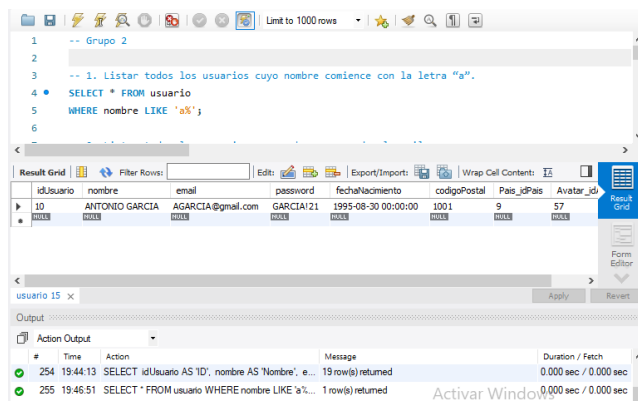 Limit to 1000 rows
1 -- Grupo 2
2
3 -- 1. Listar todos los usuarios cuyo nombre comience con la letra “a”.
4 SELECT * FROM usuario
5 WHERE nombre LIKE 'a%';
6
Result Grid Filter Rows: Edit: Export/Import: Wrap Cell Content:
idUsuario nombre email password fechaNacimiento codigoPostal Pais_idPais Avatar_idA
10 ANTONIO GARCIA AGARCIA@gmail.com GARCIA!21 1995-08-30 00:00:00 1001 9 57
NULL NULL NULL NULL NULL NULL NULL NULL
Result Grid
Form Editor
usuario 15 Apply Revert
Output
Action Output
# Time Action Message Duration / Fetch
254 19:44:13 SELECT idUsuario AS 'ID', nombre AS 'Nombre', e... 19 row(s) returned 0.000 sec / 0.000 sec
255 19:46:51 SELECT * FROM usuario WHERE nombre LIKE 'a%... 1 row(s) returned 0.000 sec / 0.000 sec
Activar Windows